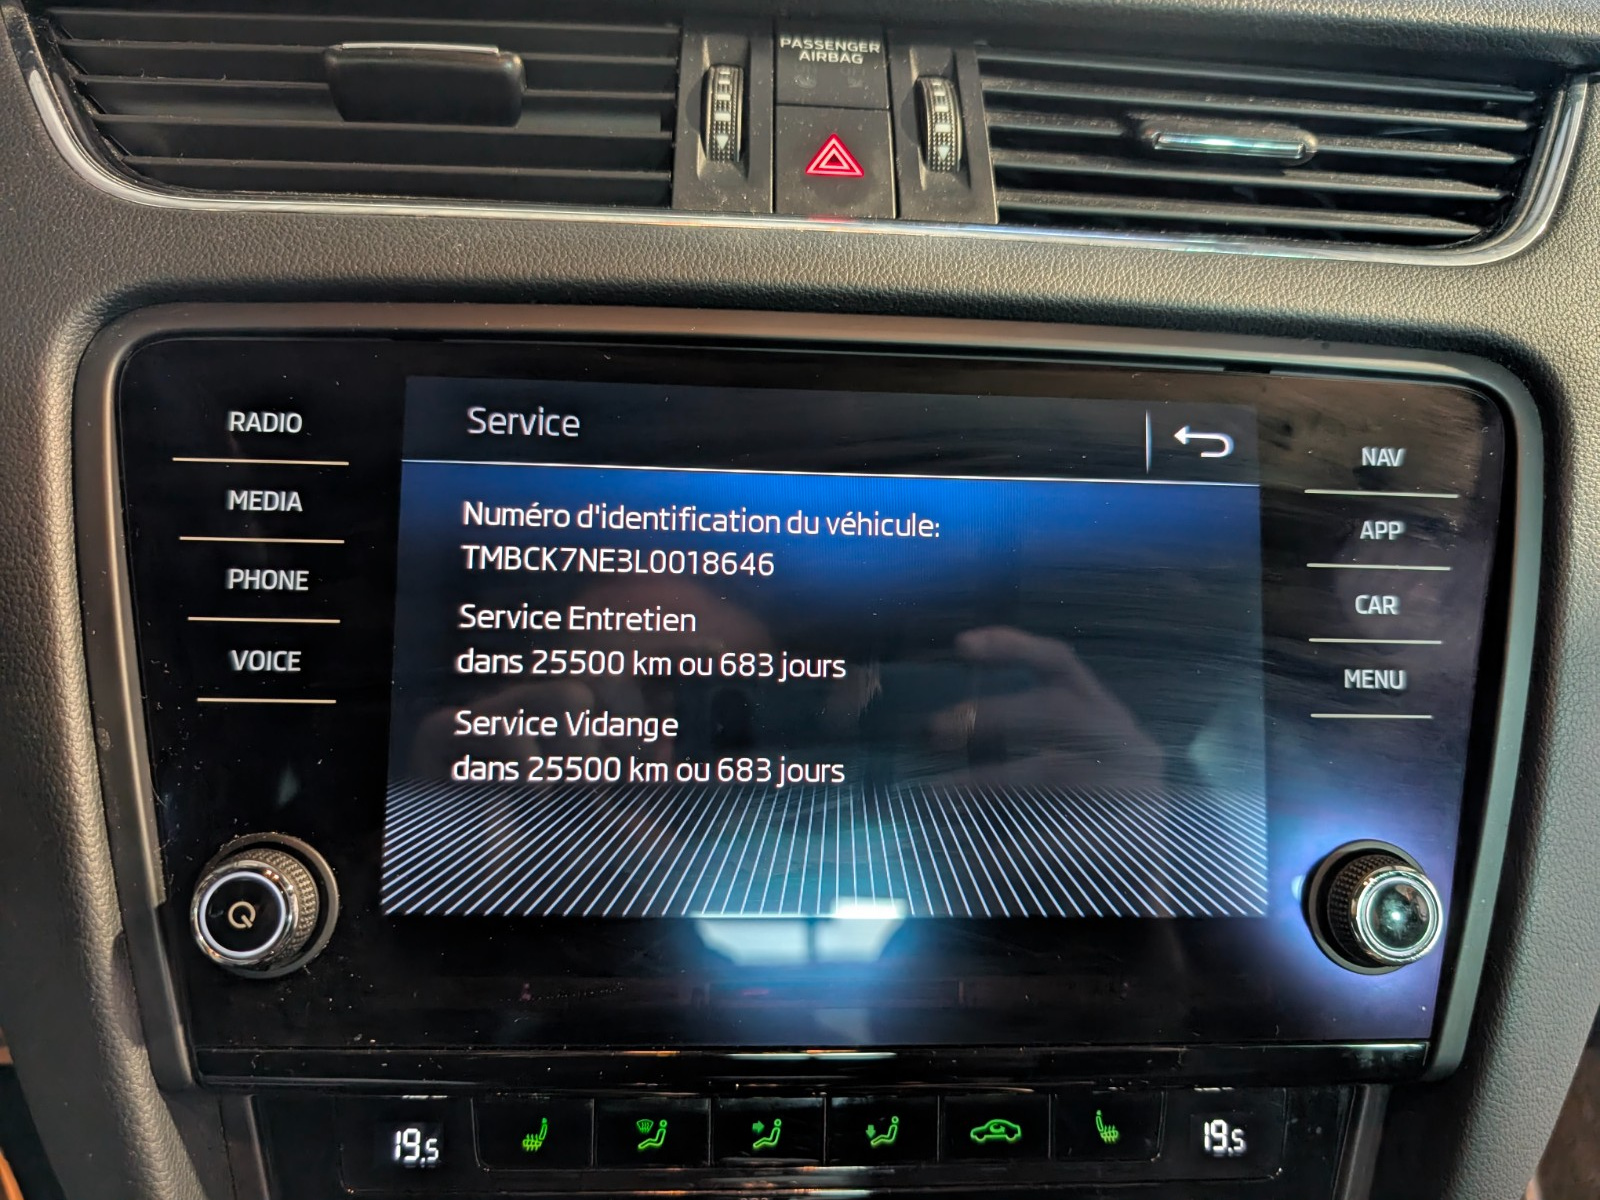 PASSENGER
AIRBAG
RADIO
MEDIA
PHONE
VOICE
Service
Numéro d'identification du véhicule:
TMBCK7NE3L0018646
Service Entretien
dans 25500 km ou 683 jours
Service Vidange
dans 25500 km ou 683 jours
NAV
APP
CAR
MENU
19.5
19.5